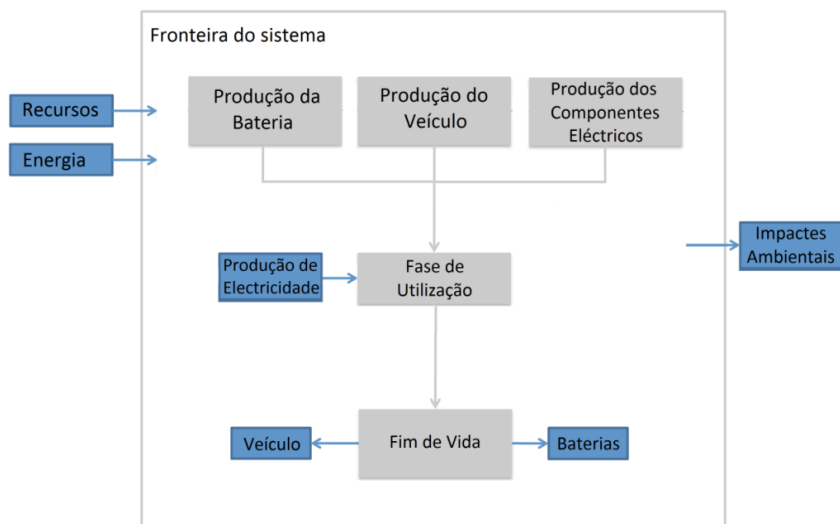 Fronteira do sistema
Recursos
Energia
Produção da
Bateria
Produção do
Veículo
Produção dos
Componentes
Eléctricos
Impactes
Ambientais
Produção de
Electricidade
Fase de
Utilização
Veículo
Fim de Vida
Baterias